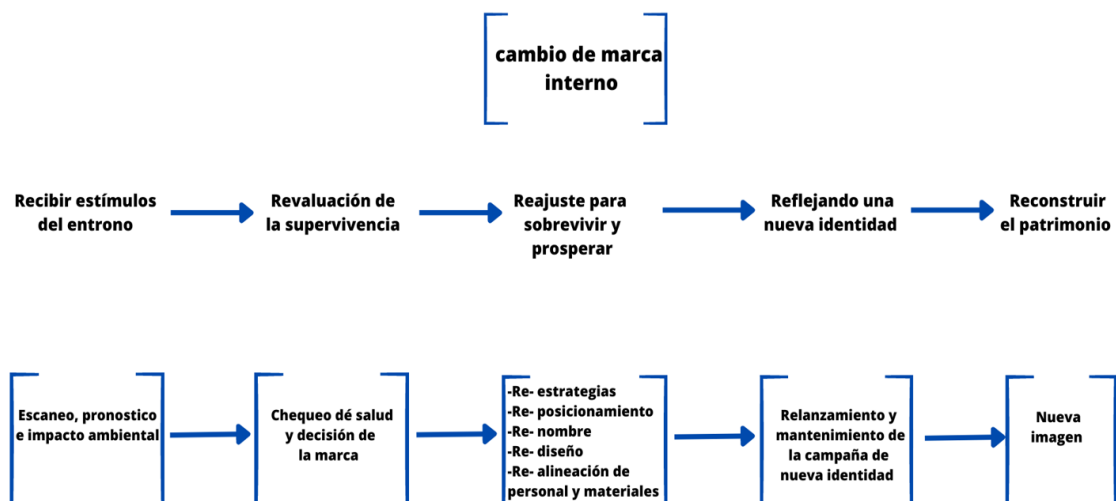 cambio de marca
interno
Recibir estímulos
del entrono
Revaluación de
la supervivencia
Reajuste para
sobrevivir y
prosperar
Reflejando una
nueva identidad
Reconstruir
el patrimonio
Escaneo, pronostico
e impacto ambiental
Chequeo dé salud
y decisión de
la marca
-Re- estrategias
-Re- posicionamiento
-Re- nombre
-Re- diseño
-Re- alineación de
personal y materiales
Relanzamiento y
mantenimiento de
la campaña de
nueva identidad
Nueva
imagen